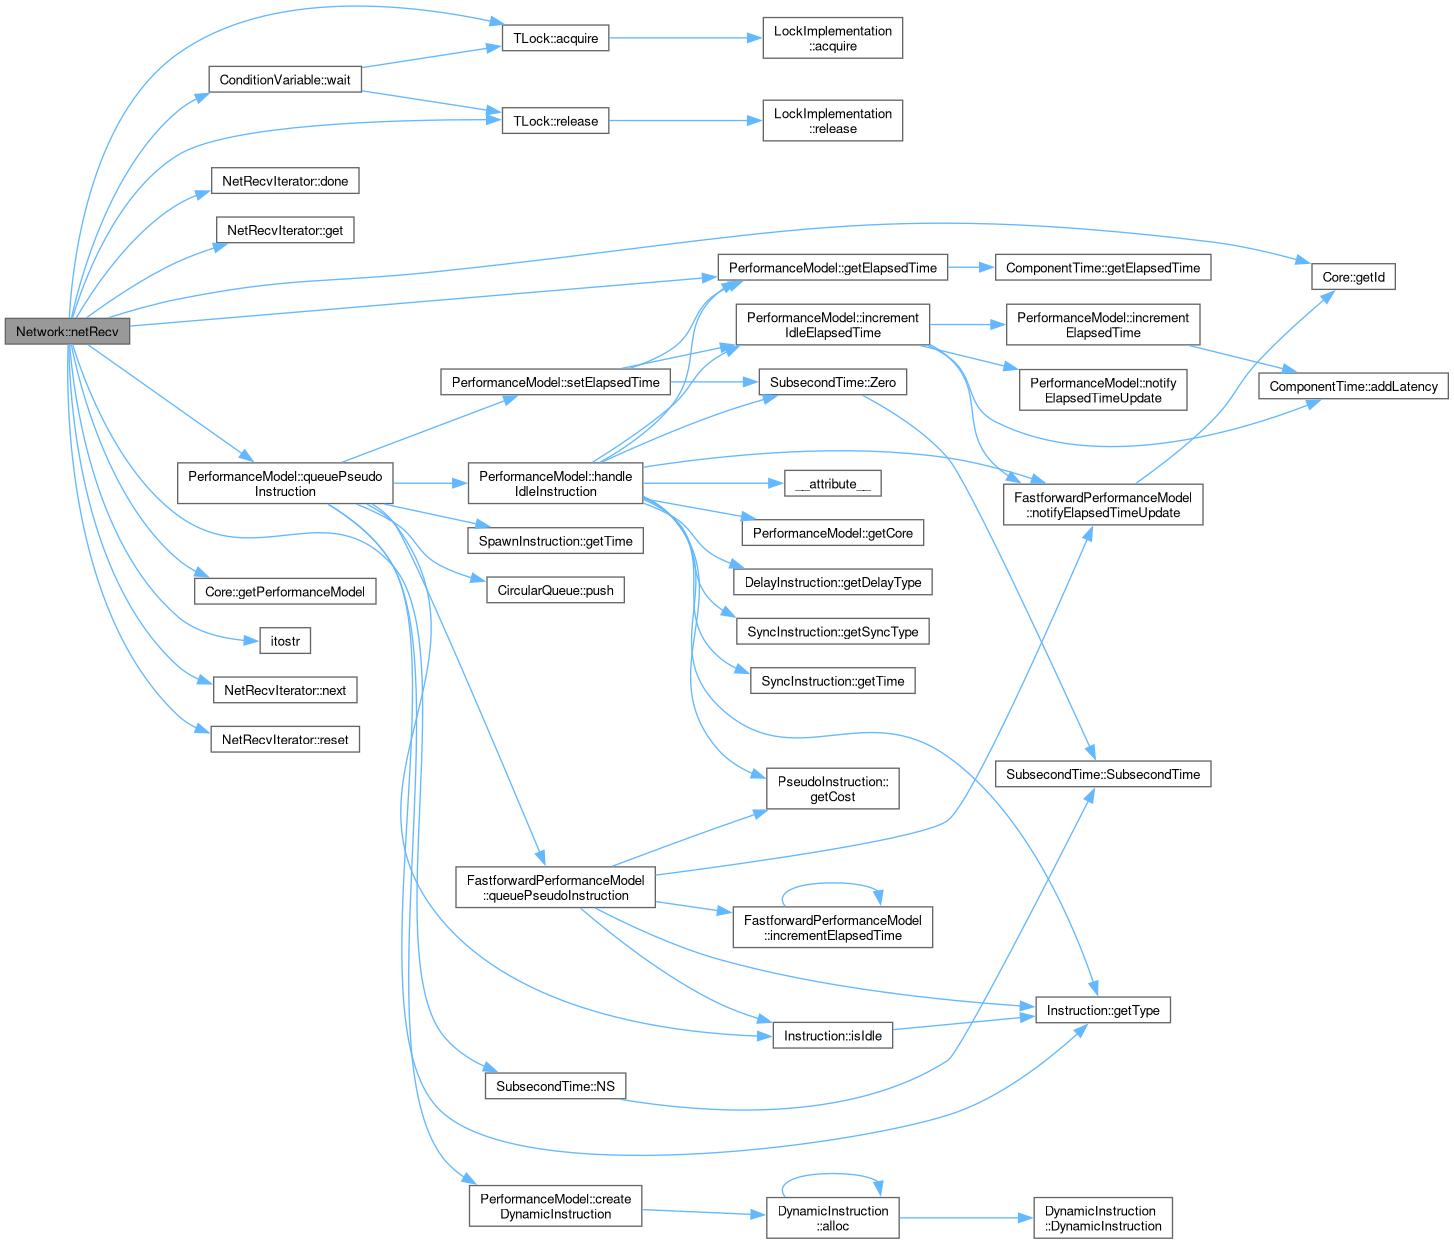 Network::netRecv
ConditionVariable::wait
NetRecvIterator::done
NetRecvIterator::get
PerformanceModel::queuePseudo
Instruction
Core::getPerformanceModel
itostr
NetRecvIterator::next
NetRecvIterator::reset
TLock::acquire
TLock::release
PerformanceModel::setElapsedTime
PerformanceModel::handle
IdleInstruction
SpawnInstruction::getTime
CircularQueue::push
FastforwardPerformanceModel
::queuePseudoInstruction
SubsecondTime::NS
PerformanceModel::create
DynamicInstruction
LockImplementation
::acquire
LockImplementation
::release
PerformanceModel::getElapsedTime
PerformanceModel::increment
IdleElapsedTime
SubsecondTime::Zero
__attribute__
PerformanceModel::getCore
DelayInstruction::getDelayType
SyncInstruction::getSyncType
SyncInstruction::getTime
PseudoInstruction::
getCost
FastforwardPerformanceModel
::incrementElapsedTime
Instruction::isIdle
DynamicInstruction
::alloc
ComponentTime::getElapsedTime
PerformanceModel::increment
ElapsedTime
PerformanceModel::notify
ElapsedTimeUpdate
FastforwardPerformanceModel
::notifyElapsedTimeUpdate
SubsecondTime::SubsecondTime
Instruction::getType
DynamicInstruction
::DynamicInstruction
Core::getId
ComponentTime::addLatency